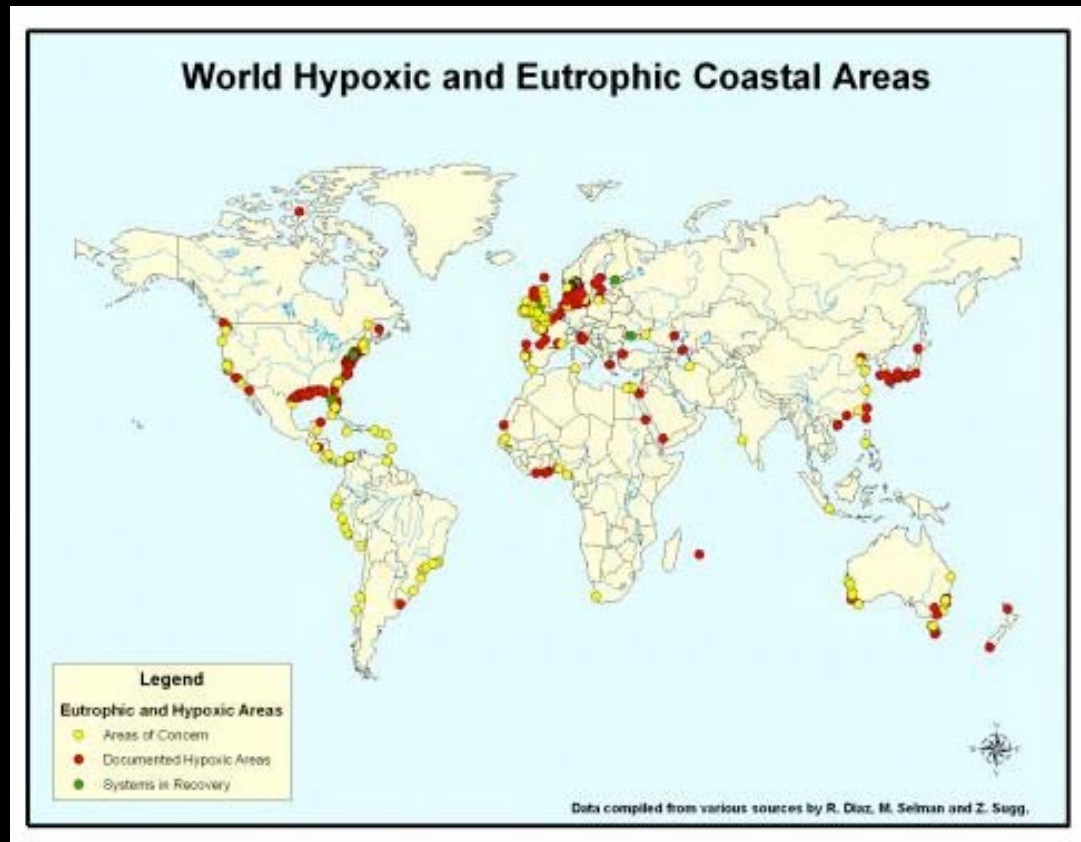 World Hypoxic and Eutrophic Coastal Areas
Legend
Eutrophic and Hypoxic Areas
Areas of Concern
Documented Hypoxic Areas
Systems in Recovery
Data compiled from various sources by R. Diaz, M. Selman and Z. Sugg.